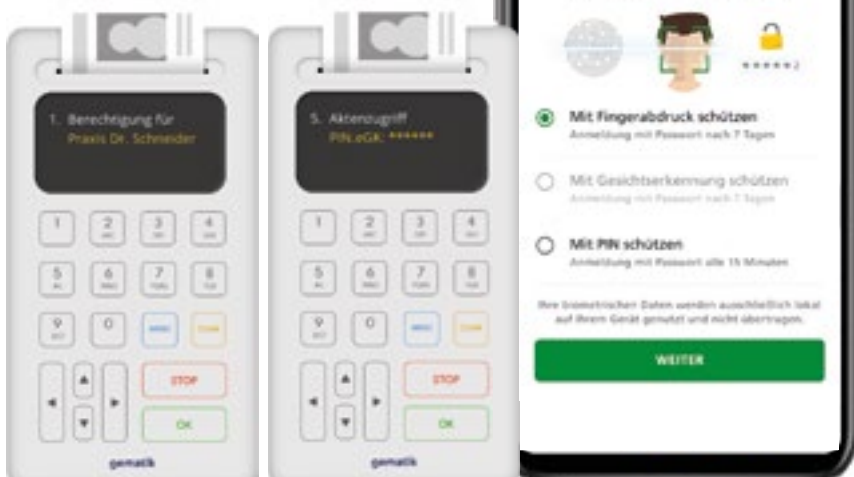 1. Berechtigung für
Praxis Dr. Schneider
1
2
3
4
5
6
7
8
9
0
STOP
OK
gematik
5. Aktenzugriff
PIN.eGK: ******
1
2
3
4
5
6
7
8
9
0
STOP
OK
gematik
Mit Fingerabdruck schützen
Anmeldung mit Passwort nach 7 Tagen
Mit Gesichtserkennung schützen
Anmeldung mit Passwort nach 7 Tagen
Mit PIN schützen
Anmeldung mit Passwort alle 15 Minuten
Ihre biometrischen Daten werden ausschließlich lokal
auf Ihrem Gerät genutzt und nicht übertragen.
WEITER